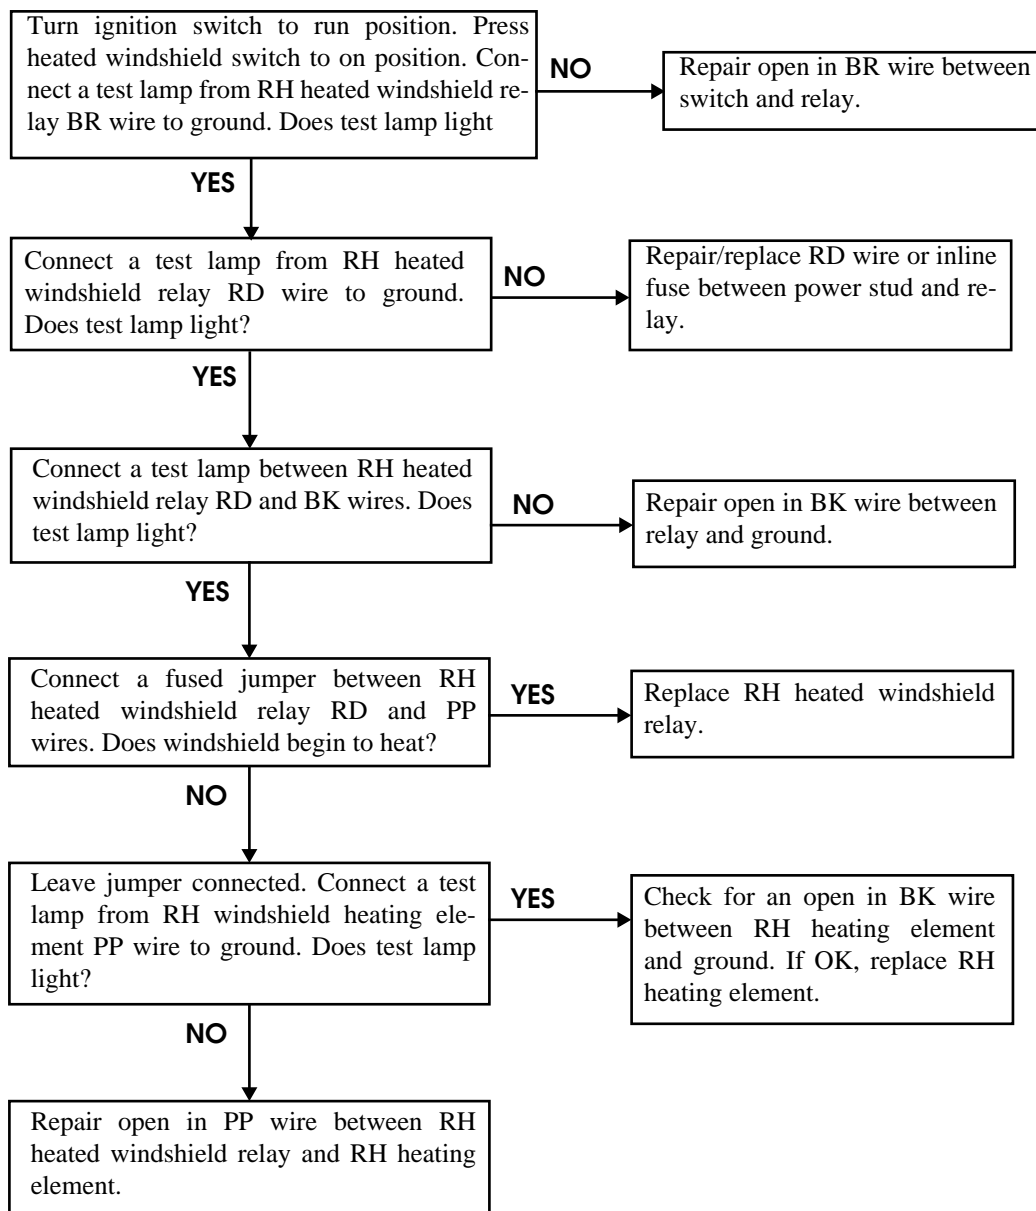 Turn ignition switch to run position. Press
heated windshield switch to on position. Con-
nect a test lamp from RH heated windshield re-
lay BR wire to ground. Does test lamp light
NO
Repair open in BR wire between
switch and relay.
YES
Connect a test lamp from RH heated
windshield relay RD wire to ground.
Does test lamp light?
NO
Repair/replace RD wire or inline
fuse between power stud and re-
lay.
YES
Connect a test lamp between RH heated
windshield relay RD and BK wires. Does
test lamp light?
NO
Repair open in BK wire between
relay and ground.
YES
Connect a fused jumper between RH
heated windshield relay RD and PP
wires. Does windshield begin to heat?
YES
Replace RH heated windshield
relay.
NO
Leave jumper connected. Connect a test
lamp from RH windshield heating el-
ement PP wire to ground. Does test lamp
light?
YES
Check for an open in BK wire
between RH heating element
and ground. If OK, replace RH
heating element.
NO
Repair open in PP wire between RH
heated windshield relay and RH heating
element.